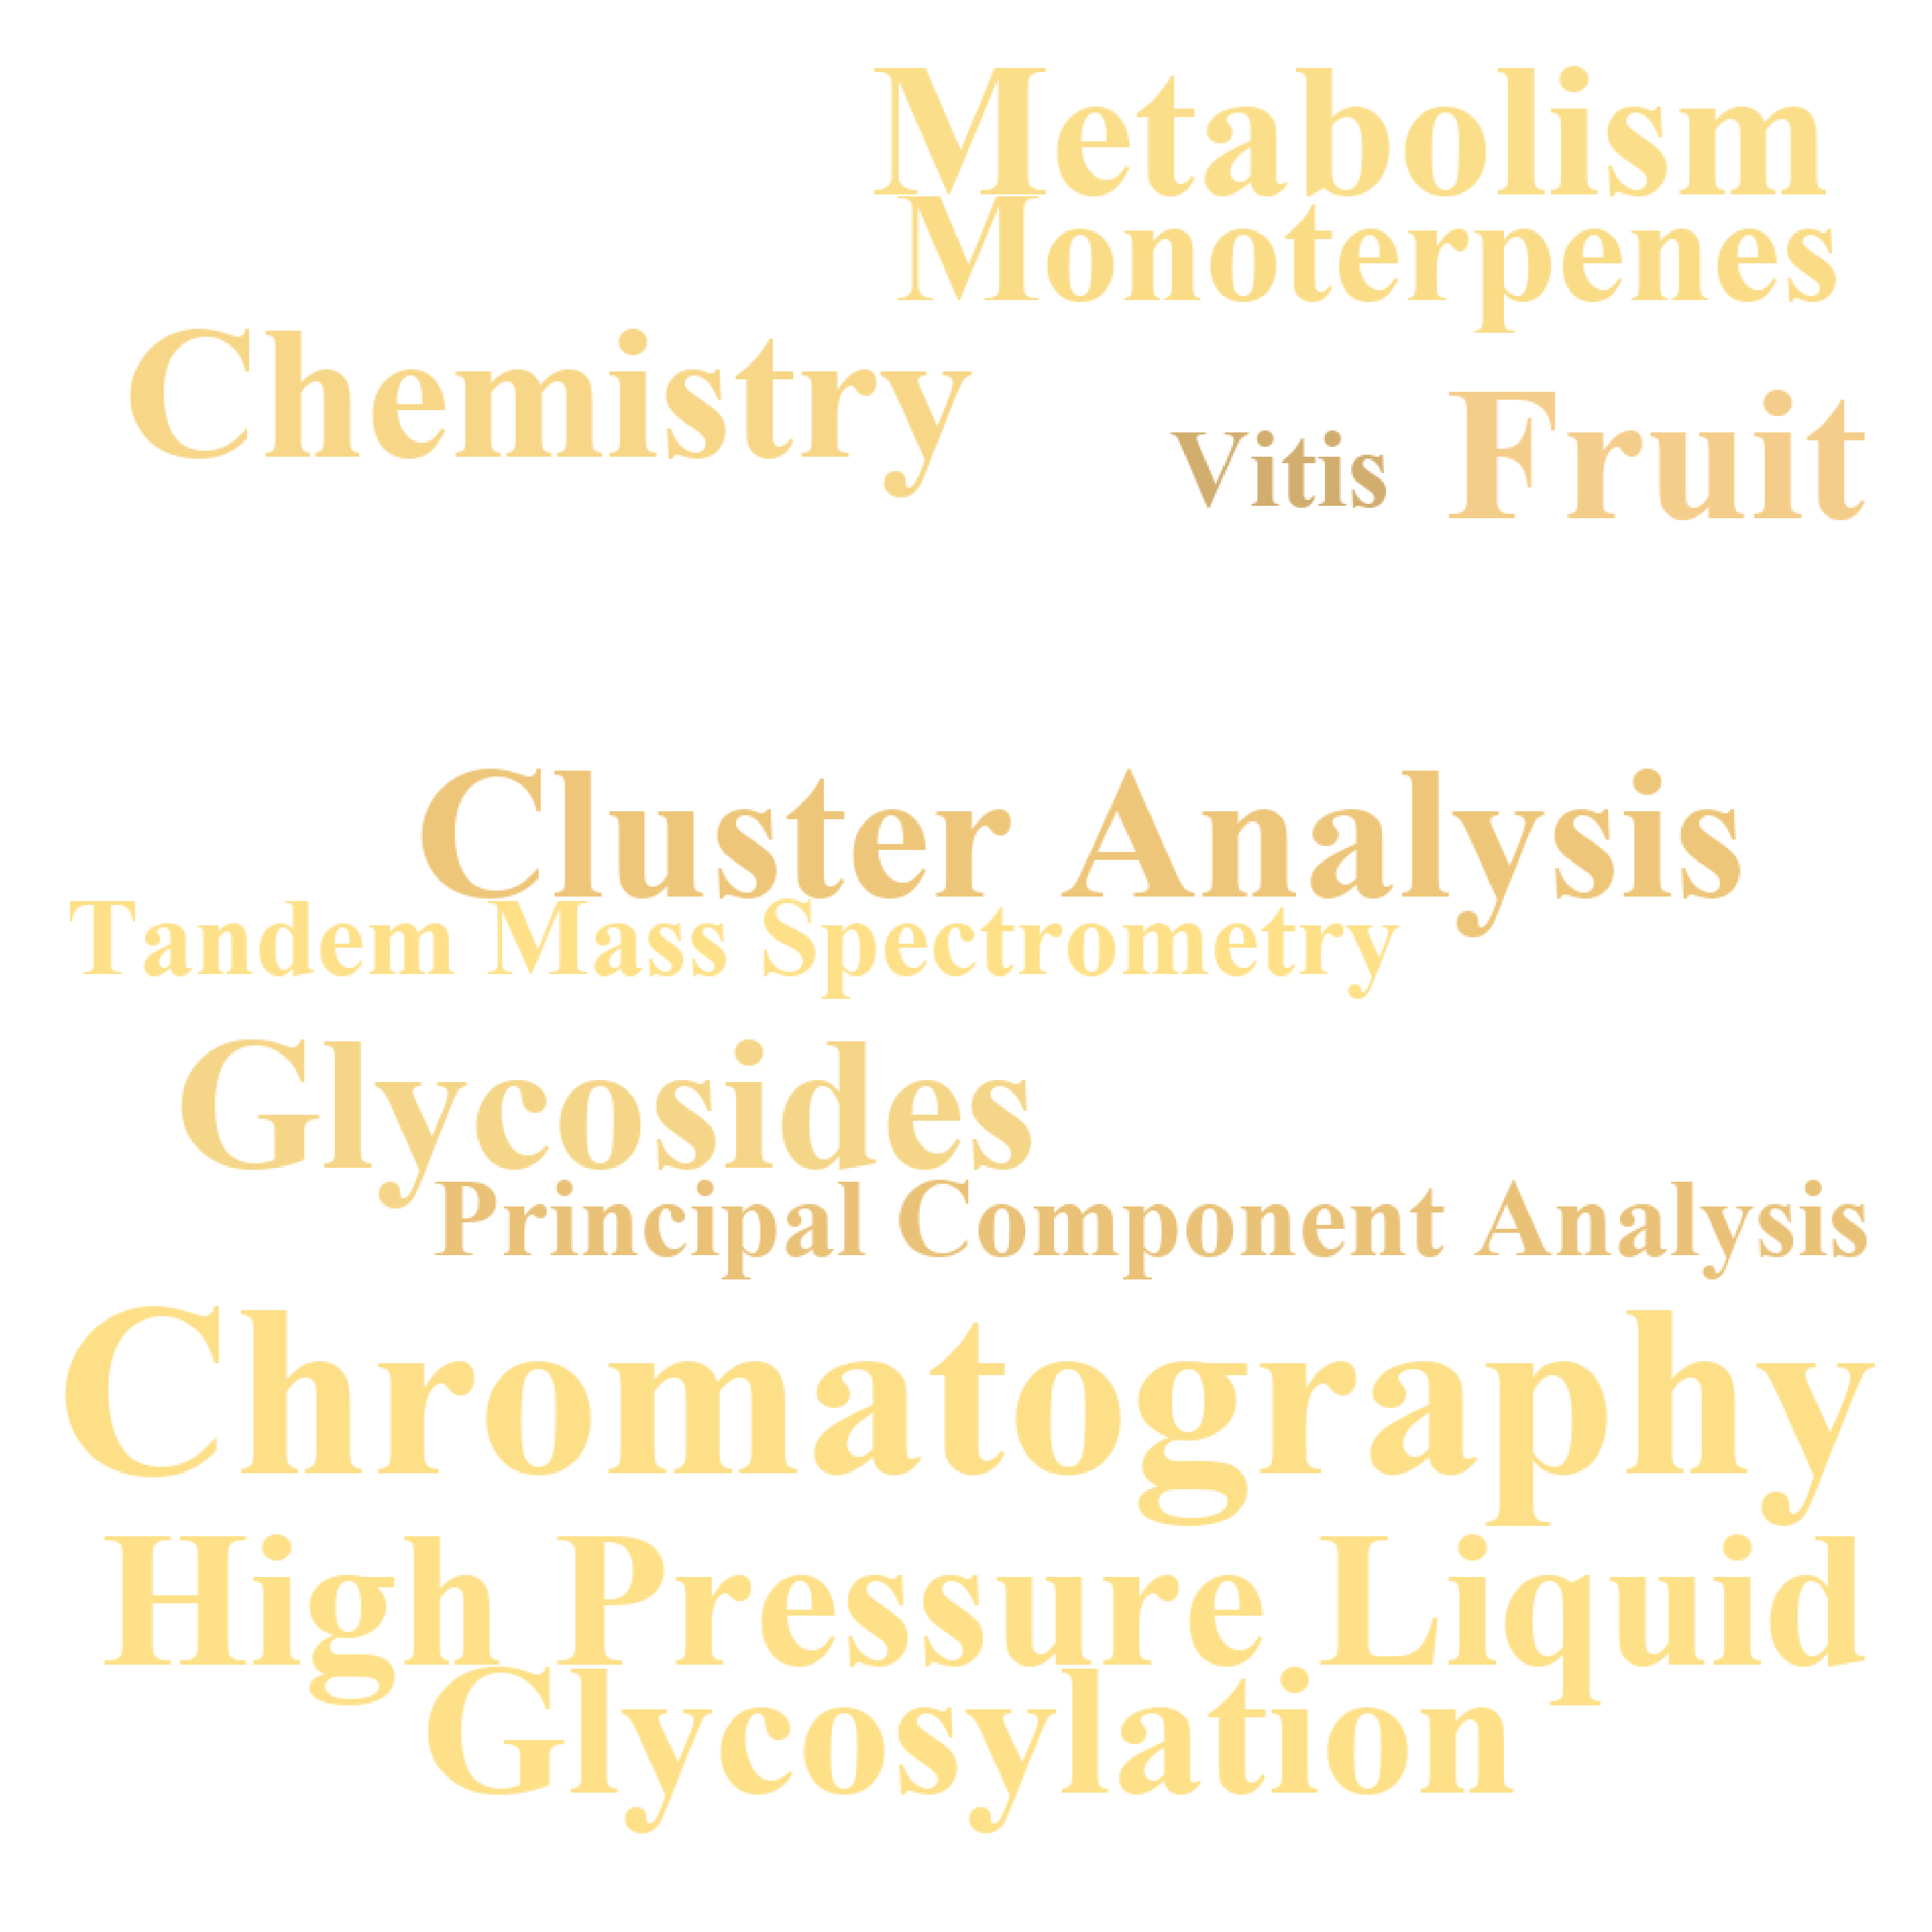 Metabolism
Monoterpenes
Chemistry
Vitis Fruit
Cluster Analysis
Tandem Mass Spectrometry
Glycosides
Principal Component Analysis
Chromatography
High Pressure Liquid
Glycosylation